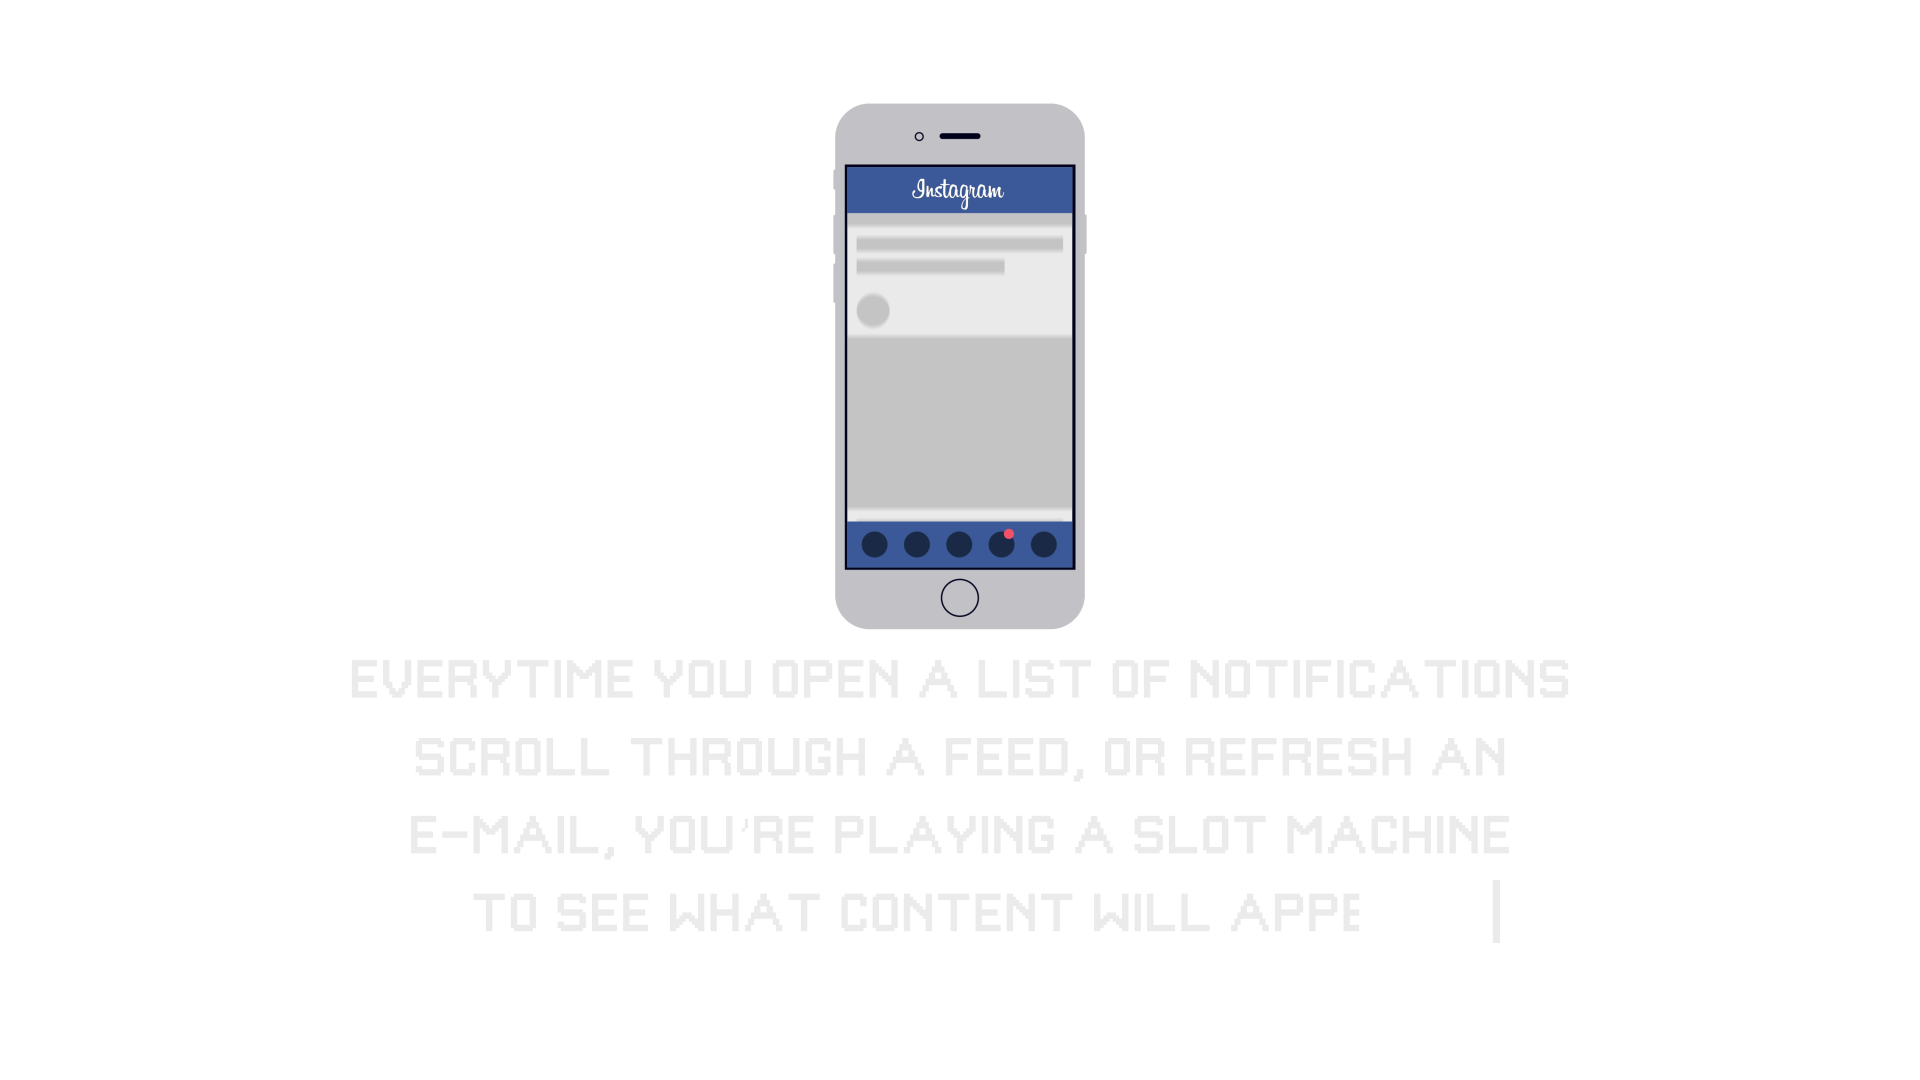 Instagram
EVERYTIME YOU OPEN A LIST OF NOTIFICATIONS
SCROLL THROUGH A FEED, OR REFRESH AN
E-MAIL, YOU'RE PLAYING A SLOT MACHINE
TO SEE WHAT CONTENT WILL APPE